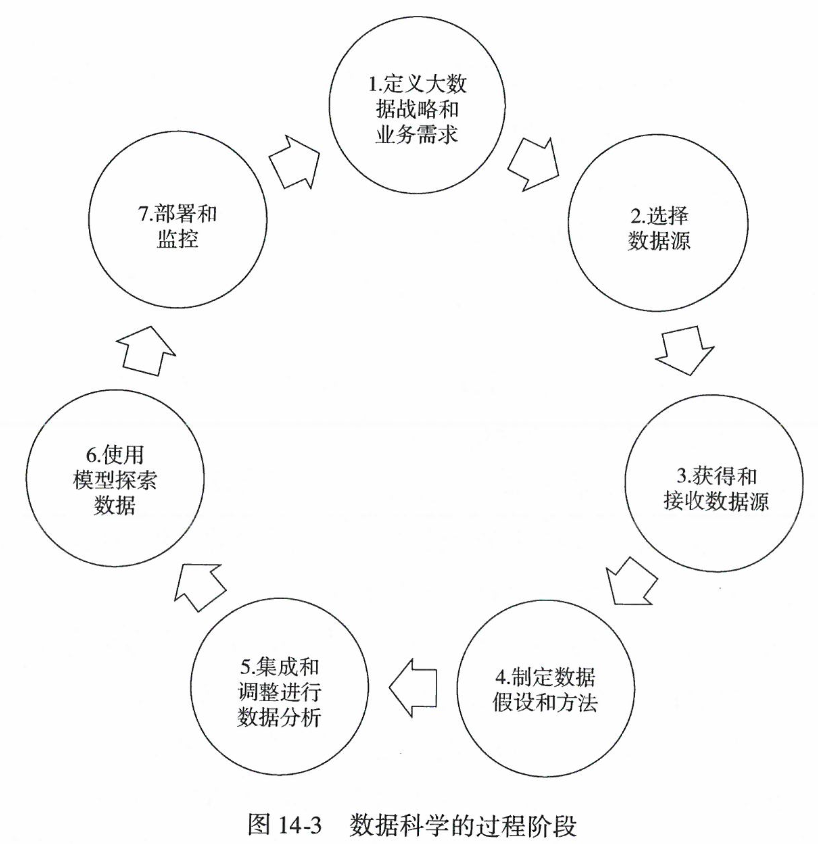 1.定义大数
据战略和
业务需求
2.选择
数据源
3.获得和
接收数据源
4.制定数据
假设和方法
5.集成和
调整进行
数据分析
6.使用
模型探索
数据
7.部署和
监控
图 14-3 数据科学的过程阶段